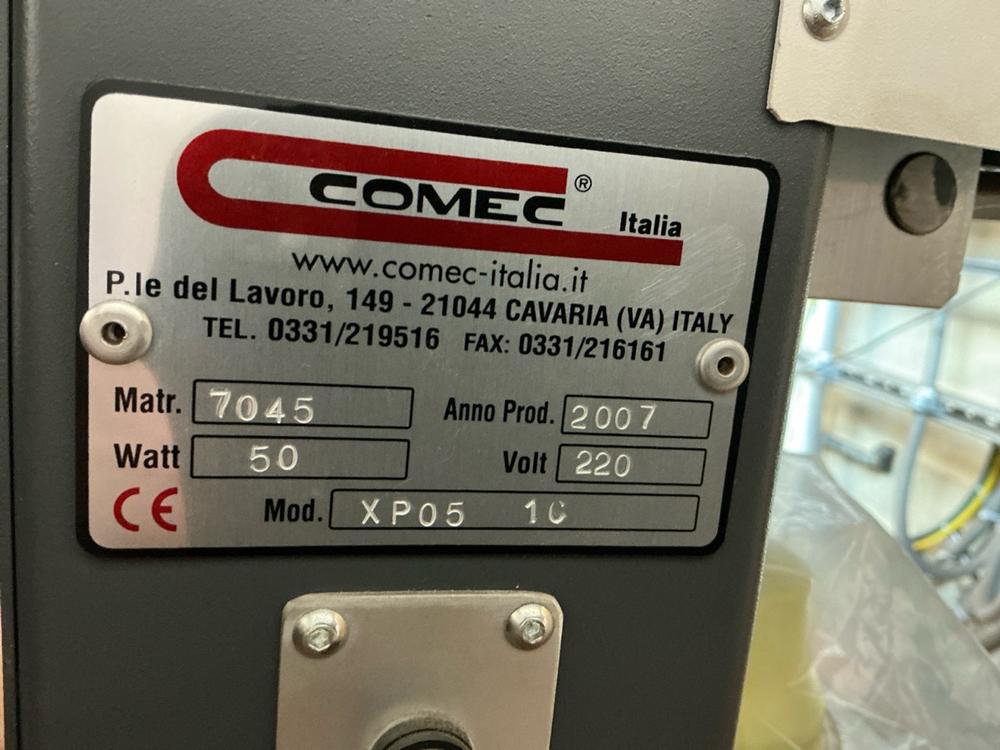 COMEC® Italia
www.comec-italia.it
P.le del Lavoro, 149 - 21044 CAVARIA (VA) ITALY
TEL. 0331/219516 FAX: 0331/216161
Matr. 7045 Anno Prod. 2007
Watt 50 Volt 220
CE Mod. XP05 1C